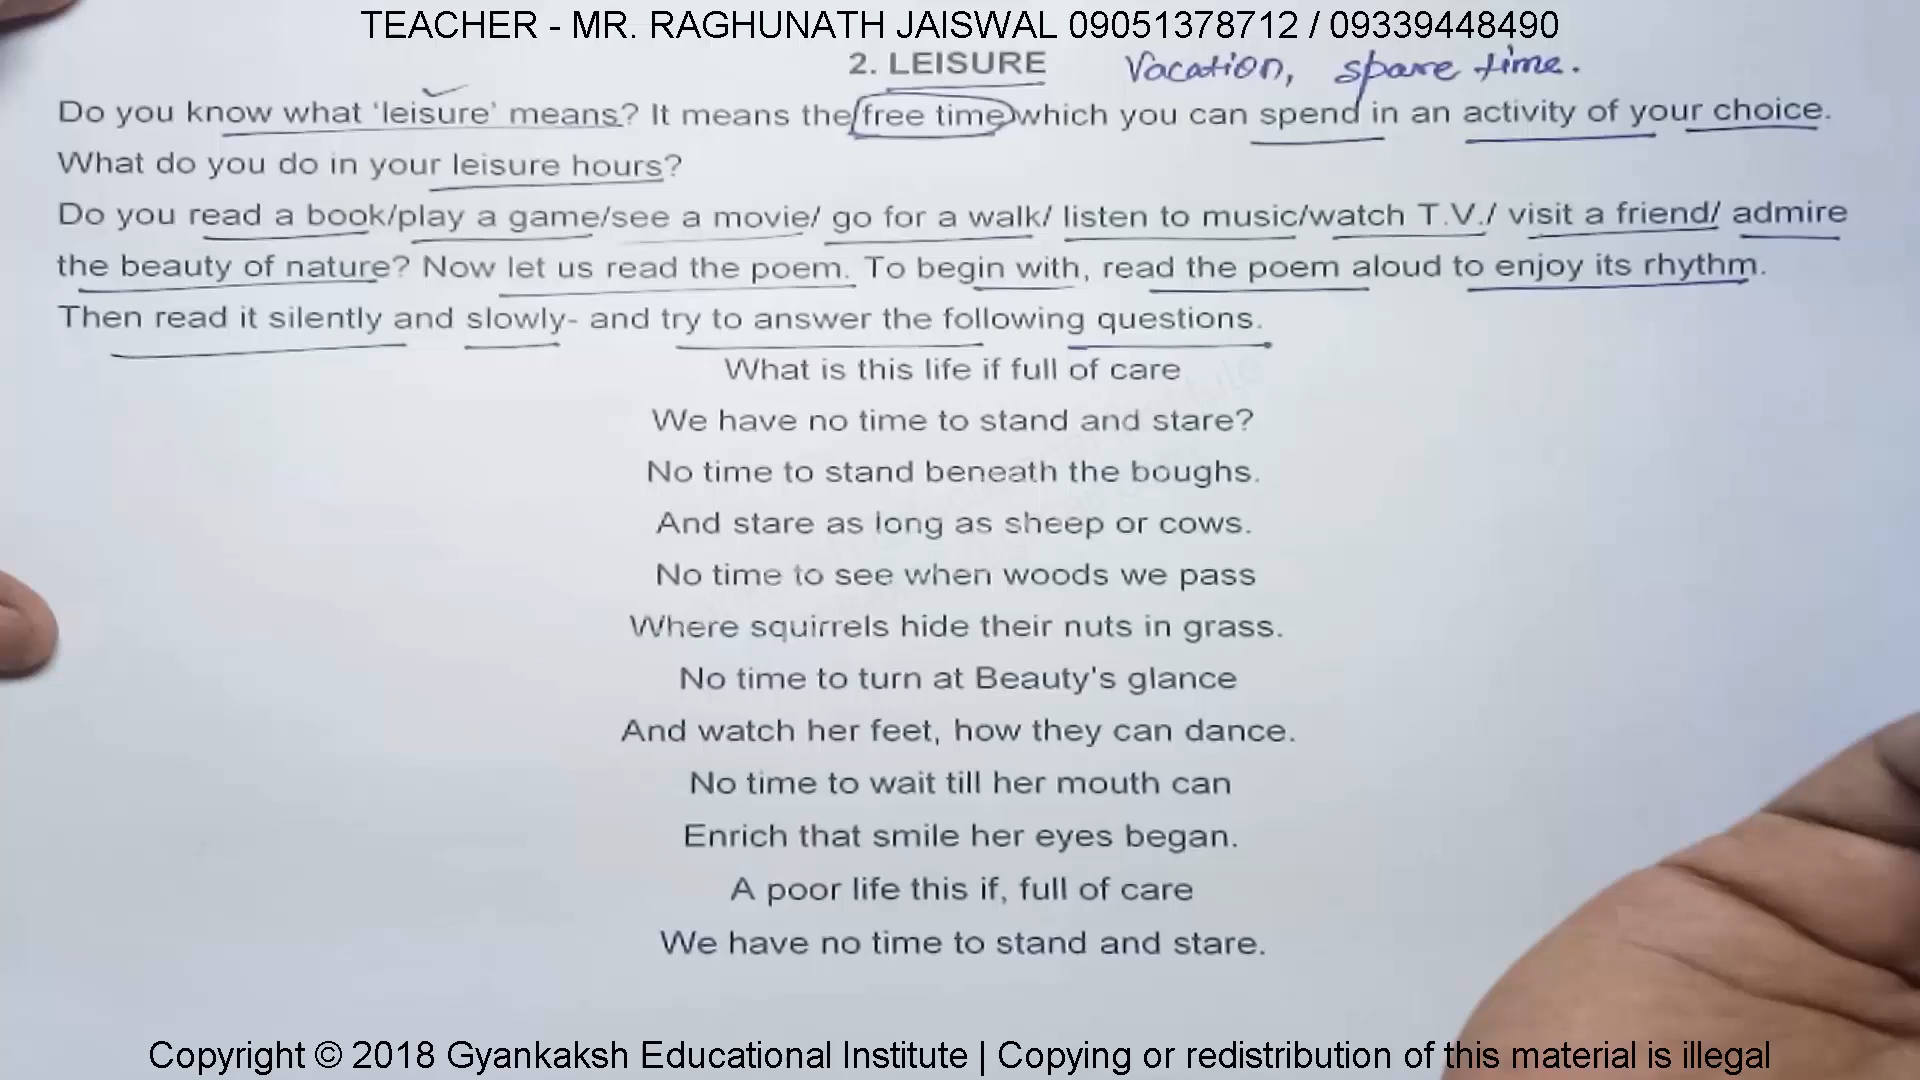 TEACHER - MR. RAGHUNATH JAISWAL 09051378712 / 09339448490
2. LEISURE Vacation, spare time.
Do you know what ‘leisure’ means? It means the free time which you can spend in an activity of your choice.
What do you do in your leisure hours?
Do you read a book/play a game/see a movie/ go for a walk/ listen to music/watch T.V./ visit a friend/ admire
the beauty of nature? Now let us read the poem. To begin with, read the poem aloud to enjoy its rhythm.
Then read it silently and slowly- and try to answer the following questions.
What is this life if full of care
We have no time to stand and stare?
No time to stand beneath the boughs.
And stare as long as sheep or cows.
No time to see when woods we pass
Where squirrels hide their nuts in grass.
No time to turn at Beauty's glance
And watch her feet, how they can dance.
No time to wait till her mouth can
Enrich that smile her eyes began.
A poor life this if, full of care
We have no time to stand and stare.
Copyright © 2018 Gyankaksh Educational Institute | Copying or redistribution of this material is illegal